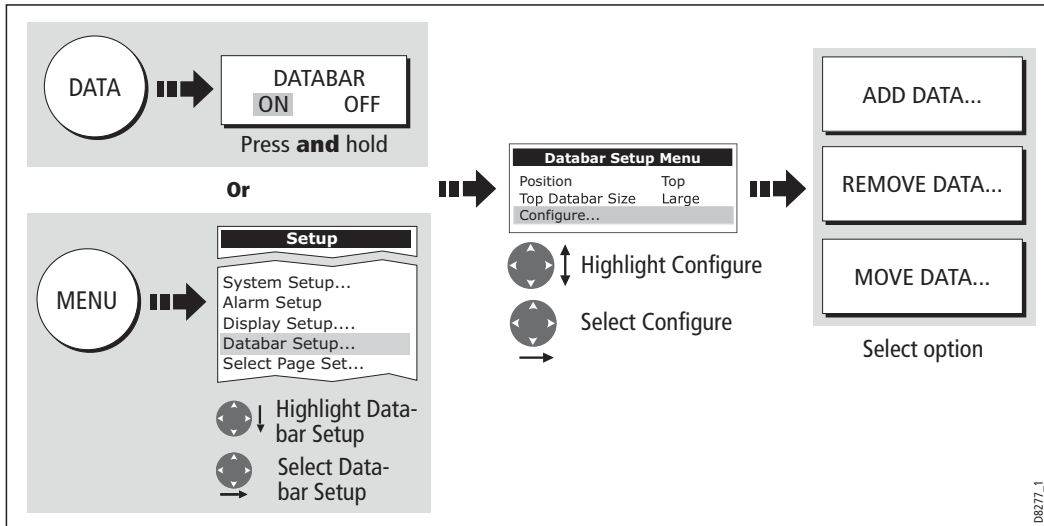 DATA
DATABAR
ON OFF
Press and hold
Or
MENU
Setup
System Setup...
Alarm Setup
Display Setup....
Databar Setup...
Select Page Set...
Highlight Data-
bar Setup
Select Data-
bar Setup
Databar Setup Menu
Position Top
Top Databar Size Large
Configure...
Highlight Configure
Select Configure
ADD DATA...
REMOVE DATA...
MOVE DATA...
Select option
D8277_1